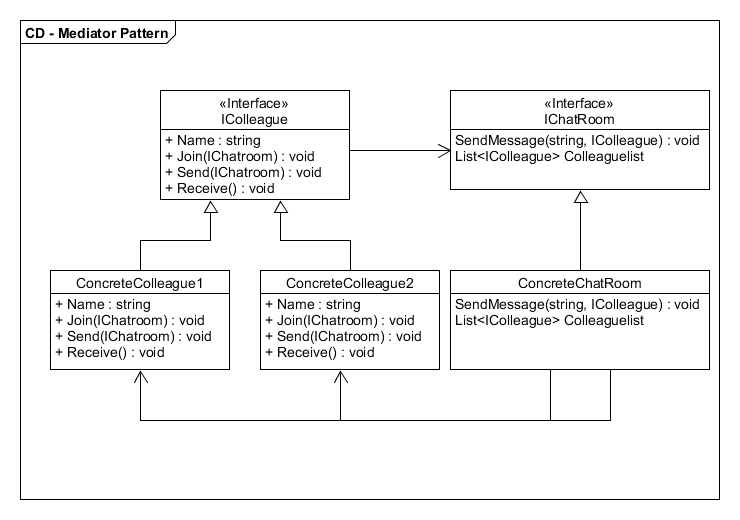 CD - Mediator Pattern
«Interface»
IColleague
+ Name : string
+ Join(IChatroom) : void
+ Send(IChatroom) : void
+ Receive() : void
«Interface»
IChatRoom
SendMessage(string, IColleague) : void
List<IColleague> Colleaguelist
ConcreteColleague1
+ Name : string
+ Join(IChatroom) : void
+ Send(IChatroom) : void
+ Receive() : void
ConcreteColleague2
+ Name : string
+ Join(IChatroom) : void
+ Send(IChatroom) : void
+ Receive() : void
ConcreteChatRoom
SendMessage(string, IColleague) : void
List<IColleague> Colleaguelist